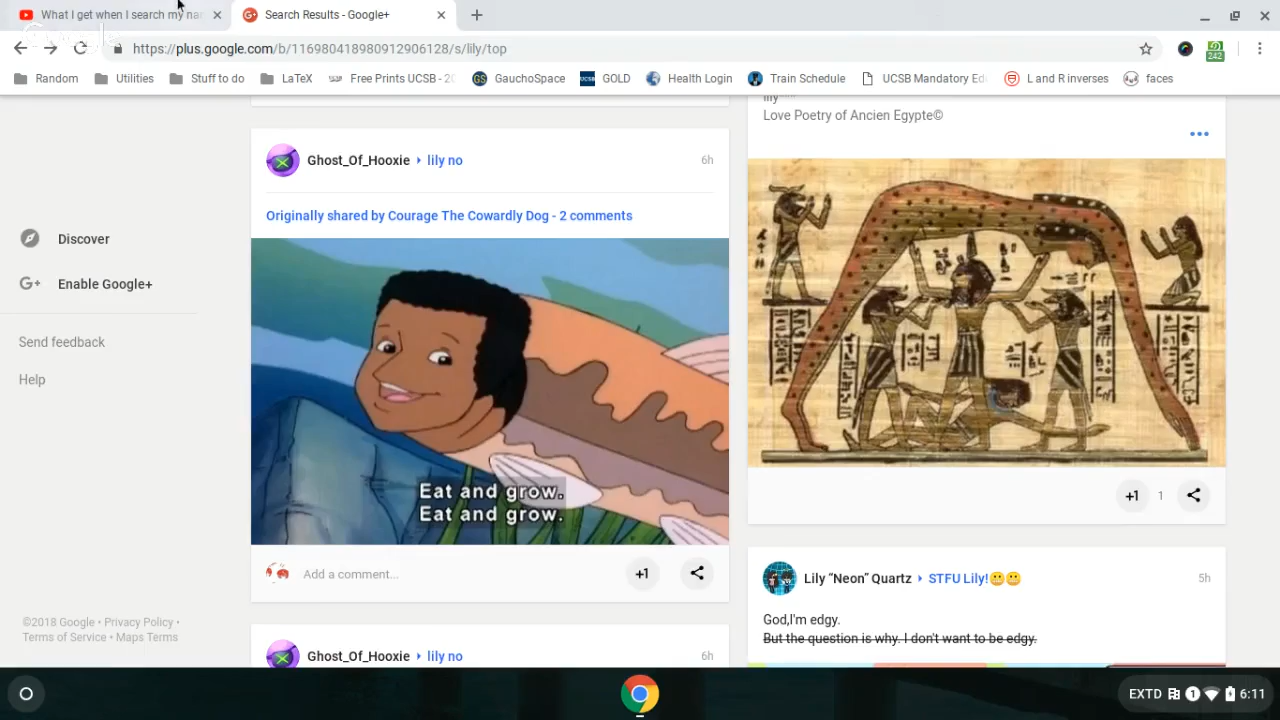 What I get when I search my na
Search Results - Google+
https://plus.google.com/b/116980418980912906128/s/lily/top
242
Random
Utilities
Stuff to do
LaTeX
Free Prints UCSB - 20
GauchoSpace
GOLD
Health Login
Train Schedule
UCSB Mandatory Ed
L and R inverses
faces
Discover
Enable Google+
Send feedback
Help
©2018 Google • Privacy Policy •
Terms of Service • Maps Terms
Ghost_Of_Hooxie lily no
6h
Originally shared by Courage The Cowardly Dog - 2 comments
Eat and grow.
Eat and grow.
Add a comment...
+1
Ghost_Of_Hooxie lily no
6h
lily
Love Poetry of Ancien Egypte©
+1 1
Lily “Neon” Quartz STFU Lily!😬😬
5h
God,I'm edgy.
But the question is why. I don't want to be edgy.
EXTD 1 6:11